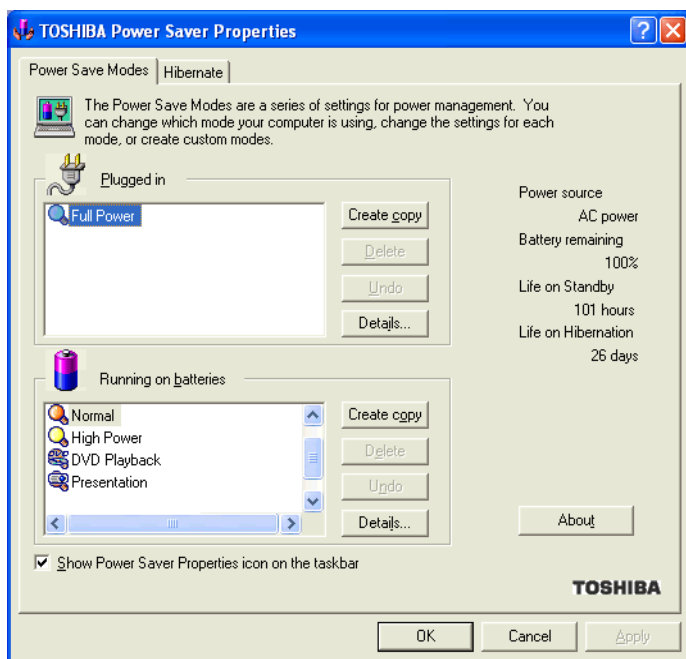 TOSHIBA Power Saver Properties
Power Save Modes
Hibernate
The Power Save Modes are a series of settings for power management. You
can change which mode your computer is using, change the settings for each
mode, or create custom modes.
Plugged in
Full Power
Create copy
Delete
Undo
Details...
Power source
AC power
Battery remaining
100%
Life on Standby
101 hours
Life on Hibernation
26 days
Running on batteries
Normal
High Power
DVD Playback
Presentation
Create copy
Delete
Undo
Details...
About
Show Power Saver Properties icon on the taskbar
TOSHIBA
OK
Cancel
Apply